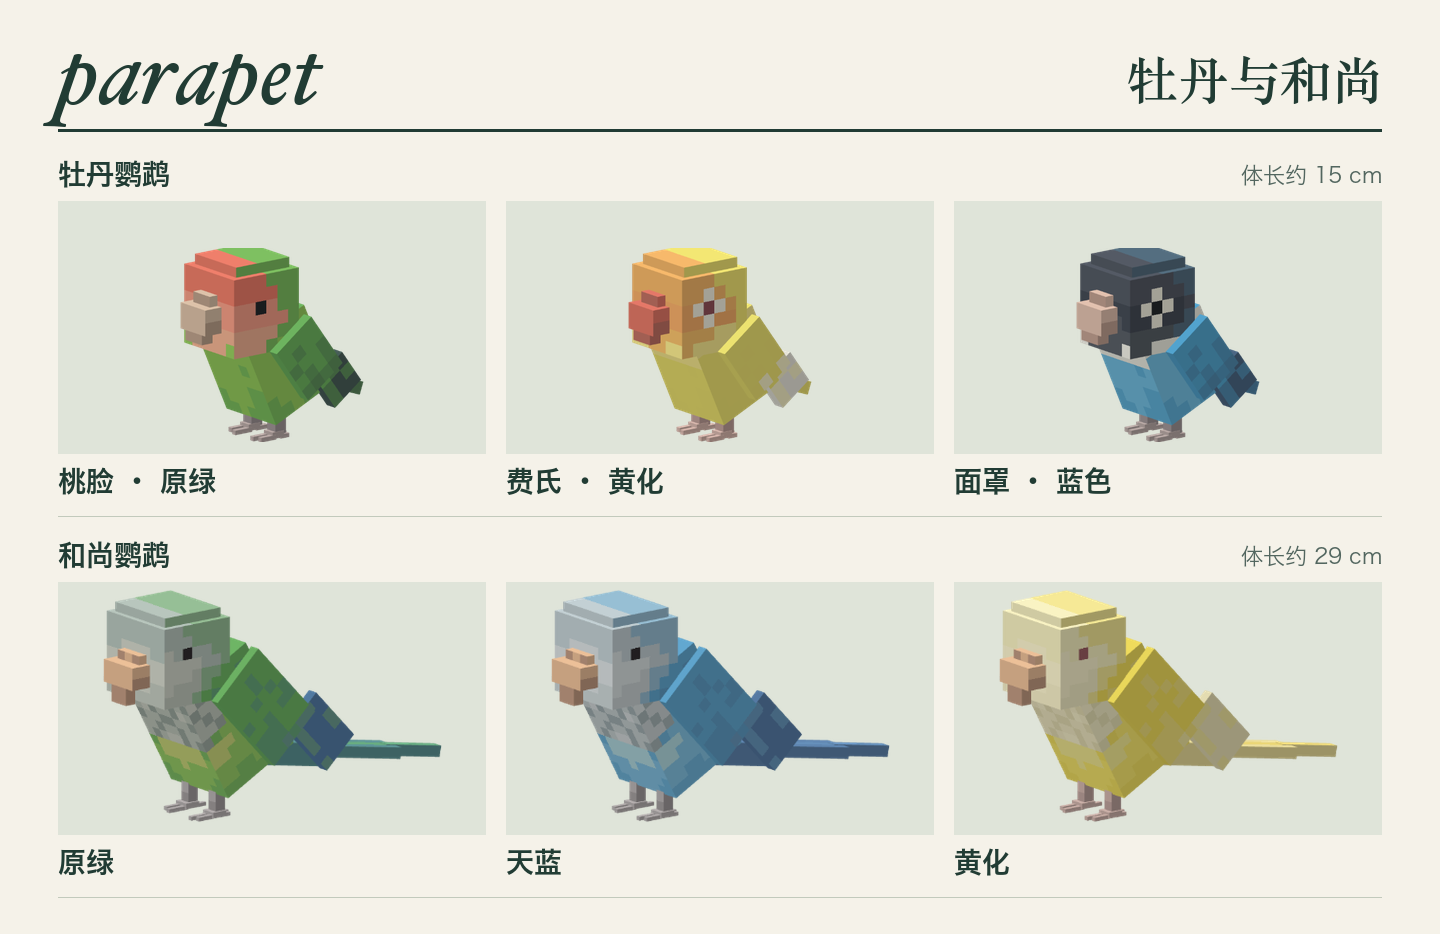 parapet
牡丹与和尚
牡丹鹦鹉
体长约 15 cm
桃脸 · 原绿
费氏 · 黄化
面罩 · 蓝色
和尚鹦鹉
体长约 29 cm
原绿
天蓝
黄化